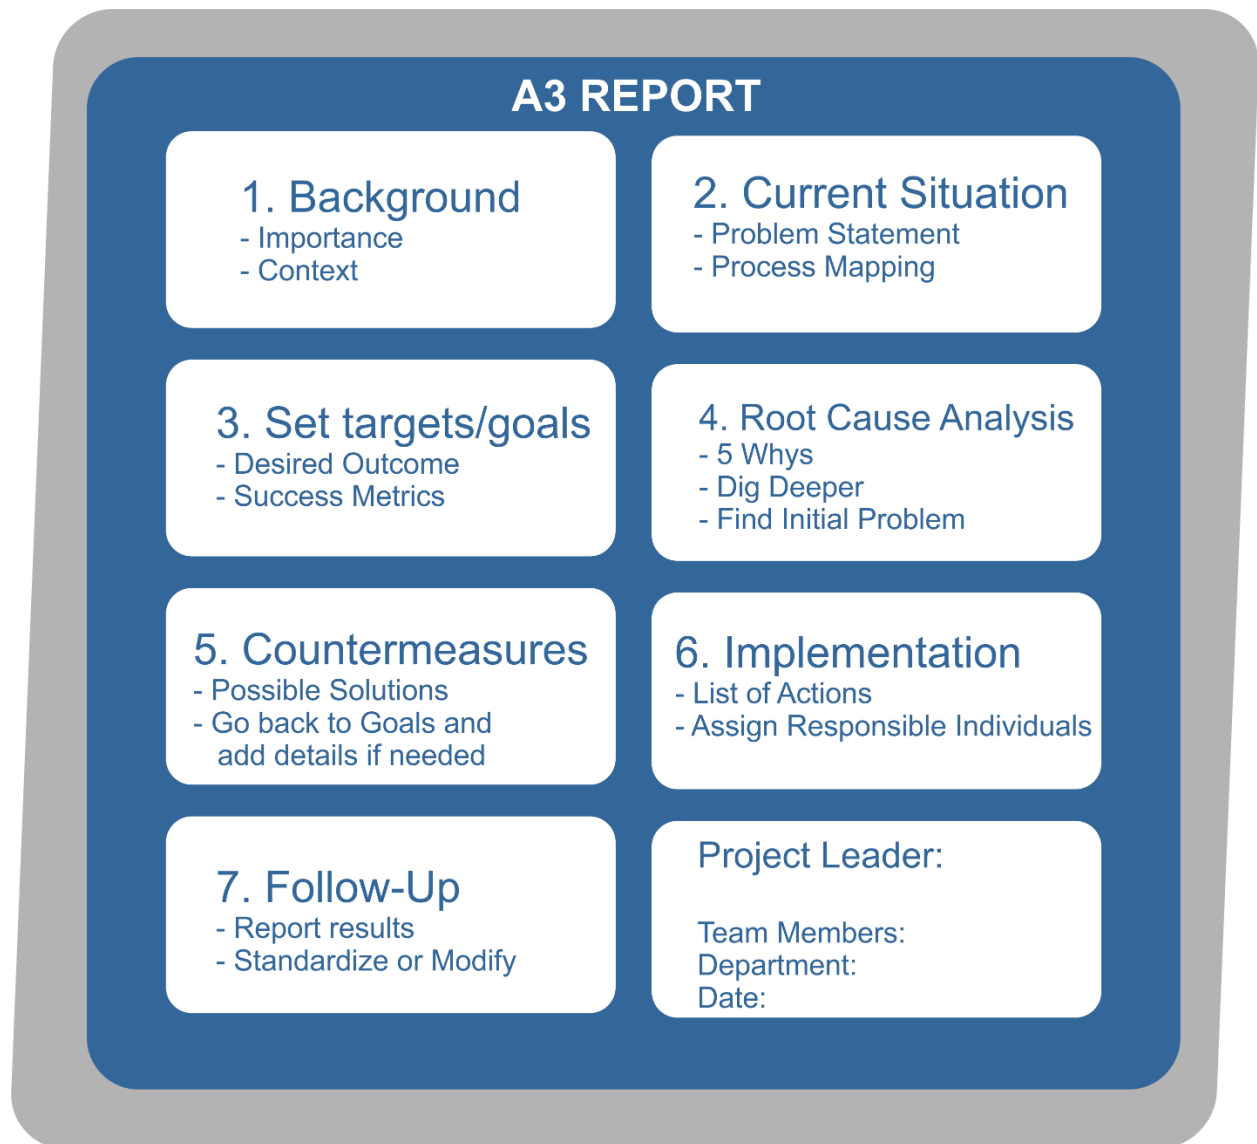 A3 REPORT
1. Background
- Importance
- Context
2. Current Situation
- Problem Statement
- Process Mapping
3. Set targets/goals
- Desired Outcome
- Success Metrics
4. Root Cause Analysis
- 5 Whys
- Dig Deeper
- Find Initial Problem
5. Countermeasures
- Possible Solutions
- Go back to Goals and
add details if needed
6. Implementation
- List of Actions
- Assign Responsible Individuals
7. Follow-Up
- Report results
- Standardize or Modify
Project Leader:
Team Members:
Department:
Date: